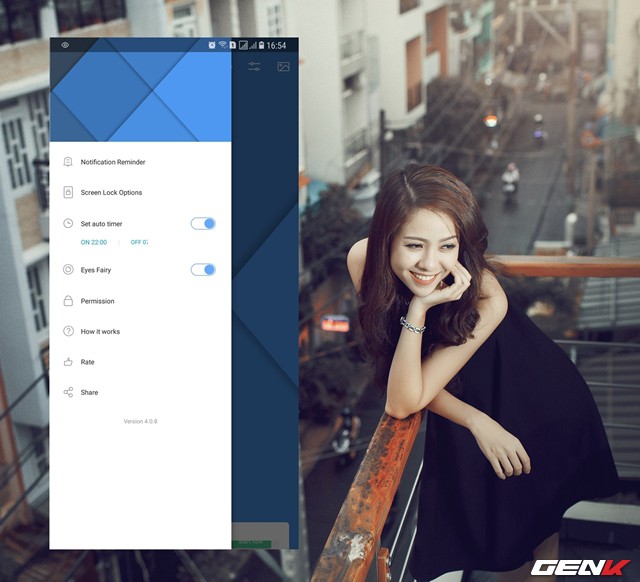 16:54
Notification Reminder
Screen Lock Options
Set auto timer
ON 22:00 | OFF 07
Eyes Fairy
Permission
How it works
Rate
Share
Version 4.0.8
GENK